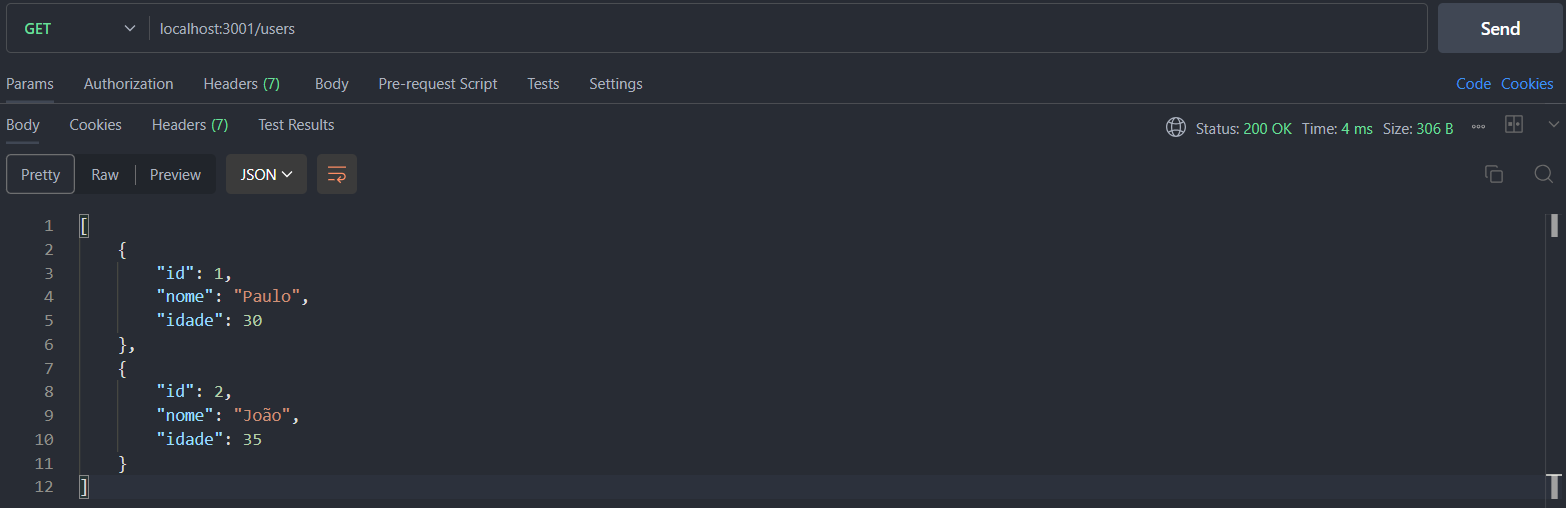 GET localhost:3001/users Send
Params Authorization Headers (7) Body Pre-request Script Tests Settings Code Cookies
Body Cookies Headers (7) Test Results Status: 200 OK Time: 4 ms Size: 306 B
Pretty Raw Preview JSON
1 [
2 {
3 "id": 1,
4 "nome": "Paulo",
5 "idade": 30
6 },
7 {
8 "id": 2,
9 "nome": "João",
10 "idade": 35
11 }
12 ]